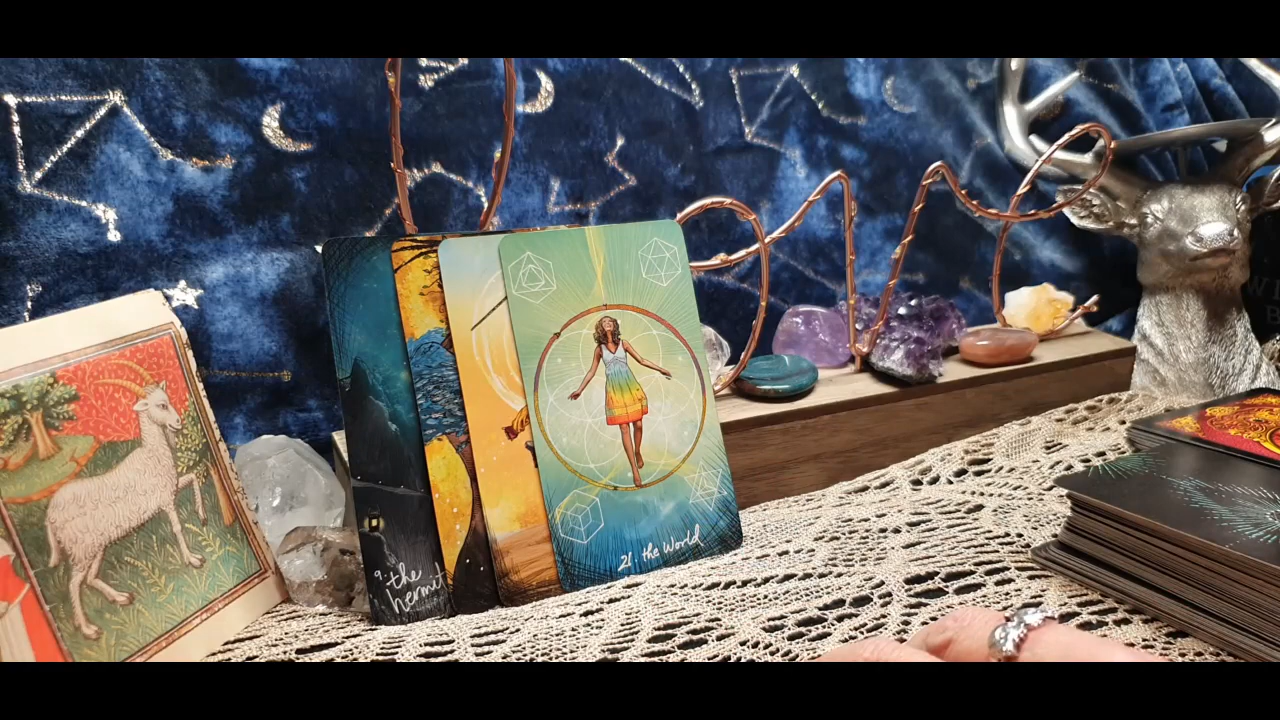 9. the
hermit
21. the World